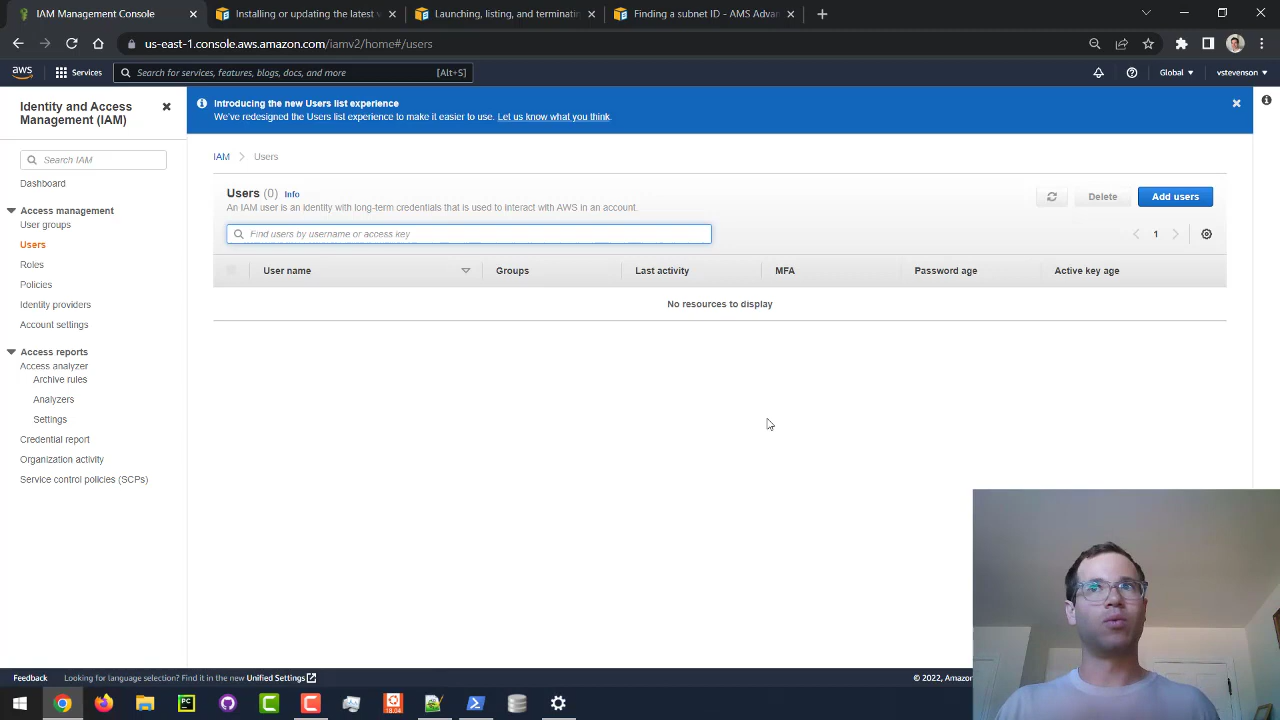 IAM Management Console
Installing or updating the latest v
Launching, listing, and terminatin
Finding a subnet ID - AMS Advan
us-east-1.console.aws.amazon.com/iamv2/home#/users
aws
Services
Search for services, features, blogs, docs, and more
[Alt+S]
Global
vstevenson
Identity and Access
Management (IAM)
Search IAM
Dashboard
Access management
User groups
Users
Roles
Policies
Identity providers
Account settings
Access reports
Access analyzer
Archive rules
Analyzers
Settings
Credential report
Organization activity
Service control policies (SCPs)
Introducing the new Users list experience
We've redesigned the Users list experience to make it easier to use. Let us know what you think.
IAM
Users
Users (0) Info
An IAM user is an identity with long-term credentials that is used to interact with AWS in an account.
Delete
Add users
Find users by username or access key
1
User name
Groups
Last activity
MFA
Password age
Active key age
No resources to display
Feedback
Looking for language selection? Find it in the new Unified Settings
© 2022, Amazon
PC
18.04